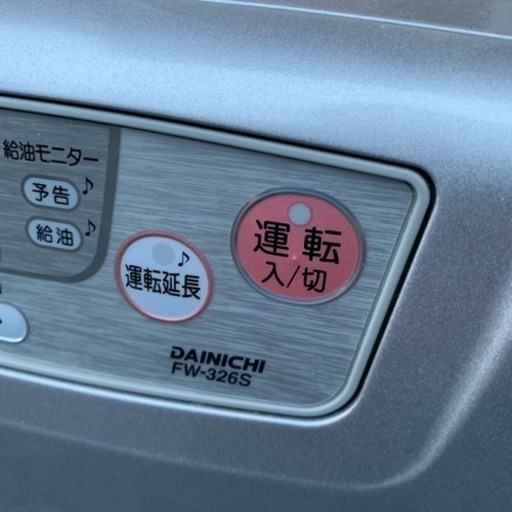 給油モニター
予告♪
給油♪
♪
運転延長
運転
入/切
DAINICHI
FW-326S